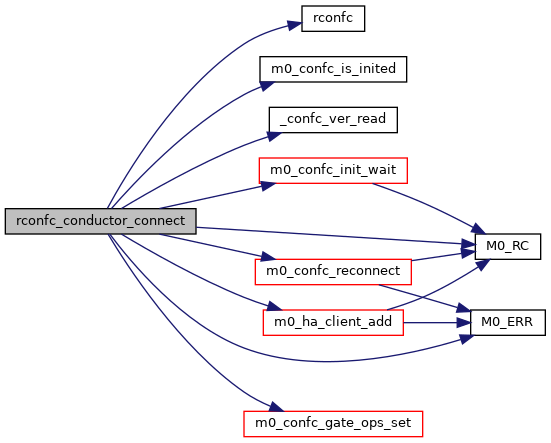 rconfc
m0_confc_is_inited
_confc_ver_read
m0_confc_init_wait
rconfc_conductor_connect
M0_RC
m0_confc_reconnect
m0_ha_client_add
M0_ERR
m0_confc_gate_ops_set